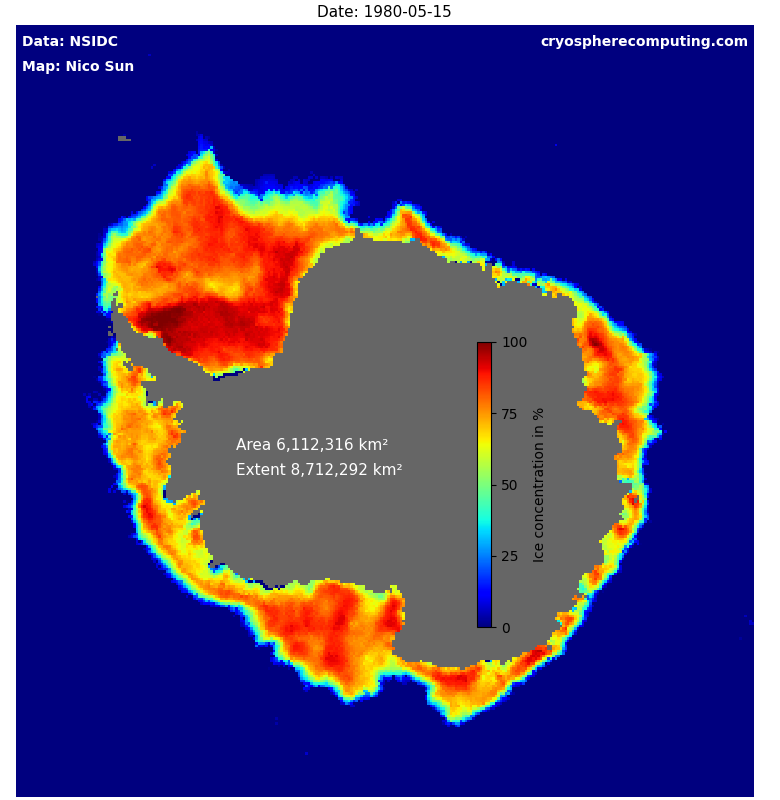 Date: 1980-05-15
Data: NSIDC
cryospherecomputing.com
Map: Nico Sun
Area 6,112,316 km²
Extent 8,712,292 km²
100
75
50
25
0
Ice concentration in %